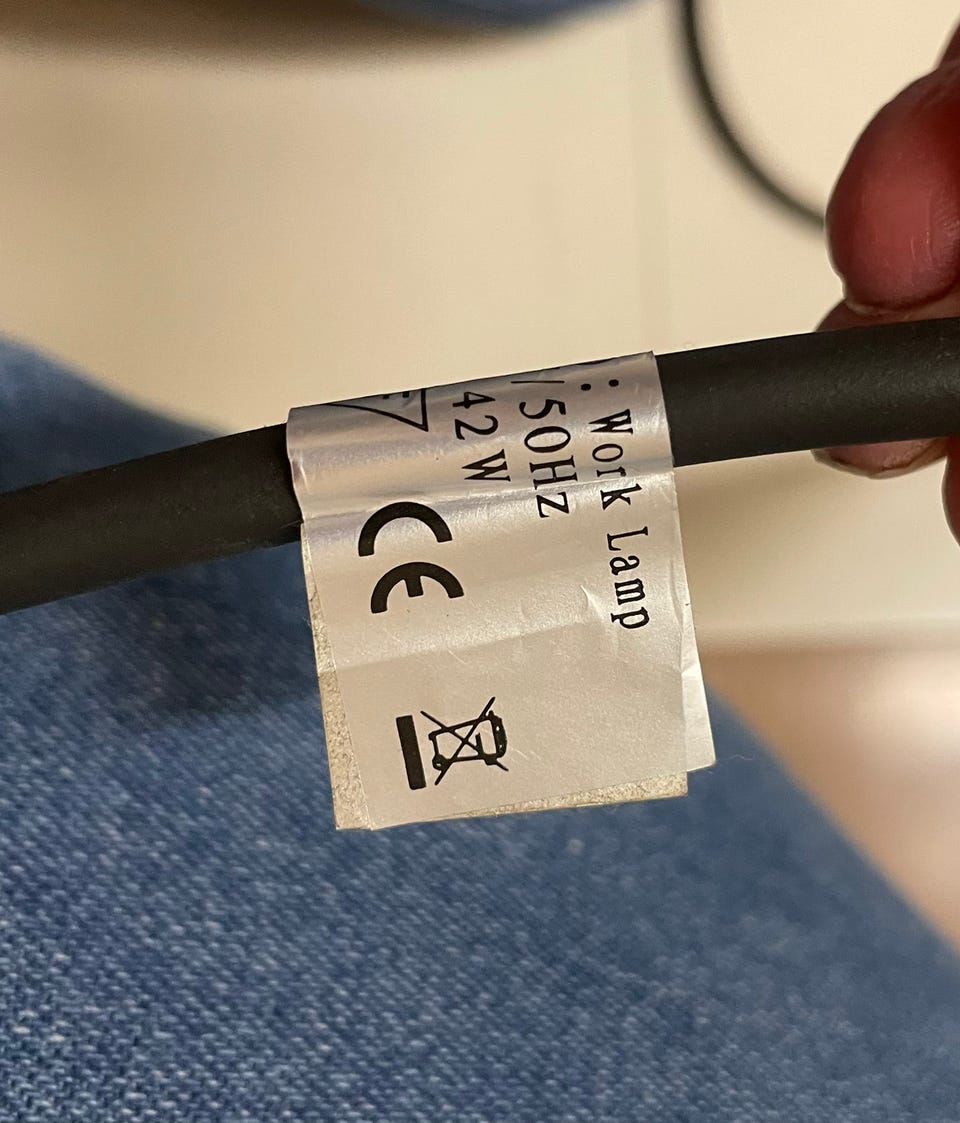 : Work Lamp
/50Hz
42W
CE